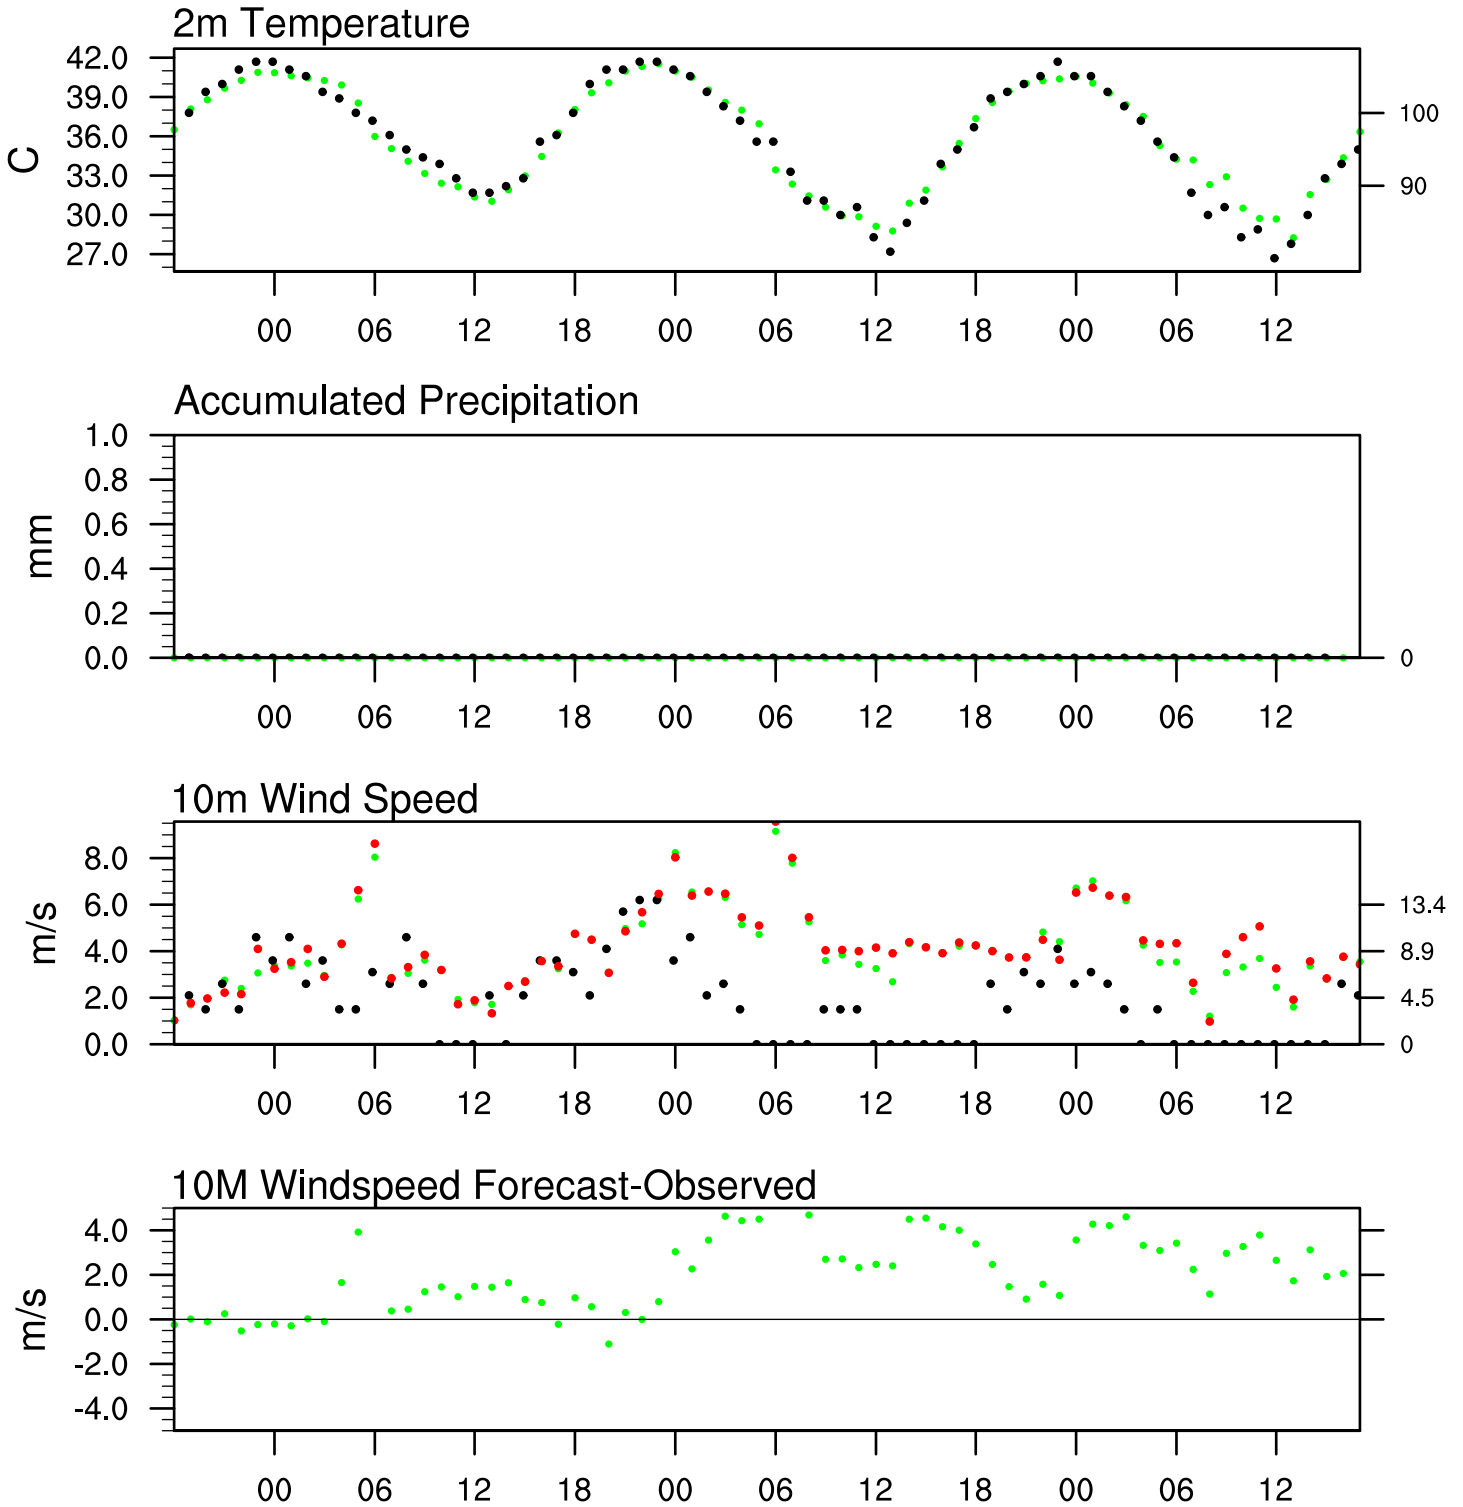 2m Temperature
42.0
39.0
36.0
33.0
30.0
27.0
C
100
90
00 06 12 18 00 06 12 18 00 06 12
Accumulated Precipitation
1.0
0.8
0.6
0.4
0.2
0.0
mm
0
00 06 12 18 00 06 12 18 00 06 12
10m Wind Speed
8.0
6.0
4.0
2.0
0.0
m/s
13.4
8.9
4.5
0
00 06 12 18 00 06 12 18 00 06 12
10M Windspeed Forecast-Observed
4.0
2.0
0.0
-2.0
-4.0
m/s
00 06 12 18 00 06 12 18 00 06 12